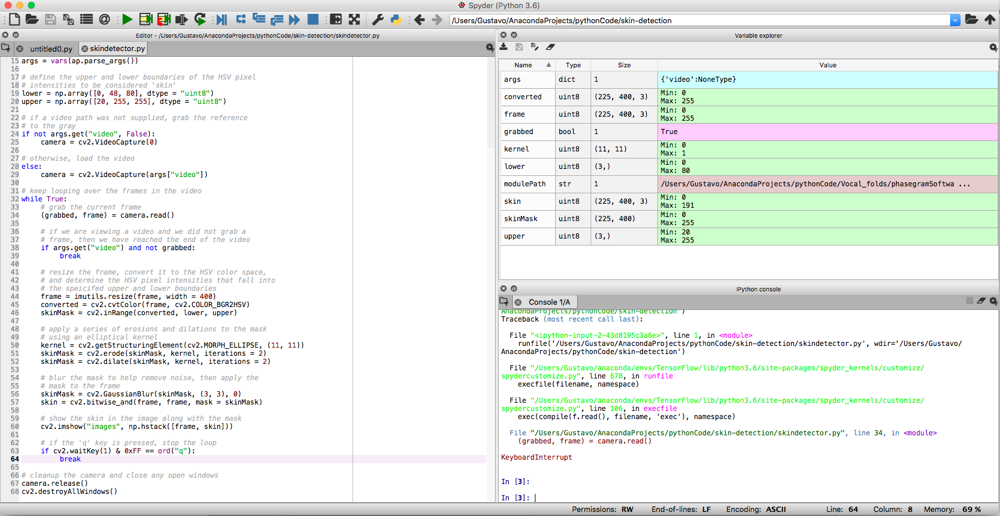 Spyder (Python 3.6)
/Users/Gustavo/AnacondaProjects/pythonCode/skin-detection
Editor - /Users/Gustavo/AnacondaProjects/pythonCode/skin-detection/skindetector.py
untitled0.py
skindetector.py
15 args = vars(ap.parse_args())
16
17 # define the upper and lower boundaries of the HSV pixel
18 # intensities to be considered 'skin'
19 lower = np.array([0, 48, 80], dtype = "uint8")
20 upper = np.array([20, 255, 255], dtype = "uint8")
21
22 # if a video path was not supplied, grab the reference
23 # to the gray
24 if not args.get("video", False):
25     camera = cv2.VideoCapture(0)
26
27 # otherwise, load the video
28 else:
29     camera = cv2.VideoCapture(args["video"])
30
31 # keep looping over the frames in the video
32 while True:
33     # grab the current frame
34     (grabbed, frame) = camera.read()
35
36     # if we are viewing a video and we did not grab a
37     # frame, then we have reached the end of the video
38     if args.get("video") and not grabbed:
39         break
40
41     # resize the frame, convert it to the HSV color space,
42     # and determine the HSV pixel intensities that fall into
43     # the speicifed upper and lower boundaries
44     frame = imutils.resize(frame, width = 400)
45     converted = cv2.cvtColor(frame, cv2.COLOR_BGR2HSV)
46     skinMask = cv2.inRange(converted, lower, upper)
47
48     # apply a series of erosions and dilations to the mask
49     # using an elliptical kernel
50     kernel = cv2.getStructuringElement(cv2.MORPH_ELLIPSE, (11, 11))
51     skinMask = cv2.erode(skinMask, kernel, iterations = 2)
52     skinMask = cv2.dilate(skinMask, kernel, iterations = 2)
53
54     # blur the mask to help remove noise, then apply the
55     # mask to the frame
56     skinMask = cv2.GaussianBlur(skinMask, (3, 3), 0)
57     skin = cv2.bitwise_and(frame, frame, mask = skinMask)
58
59     # show the skin in the image along with the mask
60     cv2.imshow("images", np.hstack([frame, skin]))
61
62     # if the 'q' key is pressed, stop the loop
63     if cv2.waitKey(1) & 0xFF == ord("q"):
64         break
65
66 # cleanup the camera and close any open windows
67 camera.release()
68 cv2.destroyAllWindows()
Variable explorer
Name Type Size Value
args dict 1 {'video':NoneType}
converted uint8 (225, 400, 3) Min: 0
Max: 255
frame uint8 (225, 400, 3) Min: 0
Max: 255
grabbed bool 1 True
kernel uint8 (11, 11) Min: 0
Max: 1
lower uint8 (3,) Min: 0
Max: 80
modulePath str 1 /Users/Gustavo/AnacondaProjects/pythonCode/Vocal_folds/phasegramSoftwa ...
skin uint8 (225, 400, 3) Min: 0
Max: 191
skinMask uint8 (225, 400) Min: 0
Max: 255
upper uint8 (3,) Min: 20
Max: 255
IPython console
Console 1/A
AnacondaProjects/pythonCode/skin-detection')
Traceback (most recent call last):
File "<ipython-input-2-43d8195c3a6e>", line 1, in <module>
runfile('/Users/Gustavo/AnacondaProjects/pythonCode/skin-detection/skindetector.py', wdir='/Users/Gustavo/
AnacondaProjects/pythonCode/skin-detection')
File "/Users/Gustavo/anaconda/envs/TensorFlow/lib/python3.6/site-packages/spyder_kernels/customize/
spydercustomize.py", line 678, in runfile
execfile(filename, namespace)
File "/Users/Gustavo/anaconda/envs/TensorFlow/lib/python3.6/site-packages/spyder_kernels/customize/
spydercustomize.py", line 106, in execfile
exec(compile(f.read(), filename, 'exec'), namespace)
File "/Users/Gustavo/AnacondaProjects/pythonCode/skin-detection/skindetector.py", line 34, in <module>
(grabbed, frame) = camera.read()
KeyboardInterrupt
In [3]:
In [3]:
Permissions: RW End-of-lines: LF Encoding: ASCII Line: 64 Column: 8 Memory: 69 %